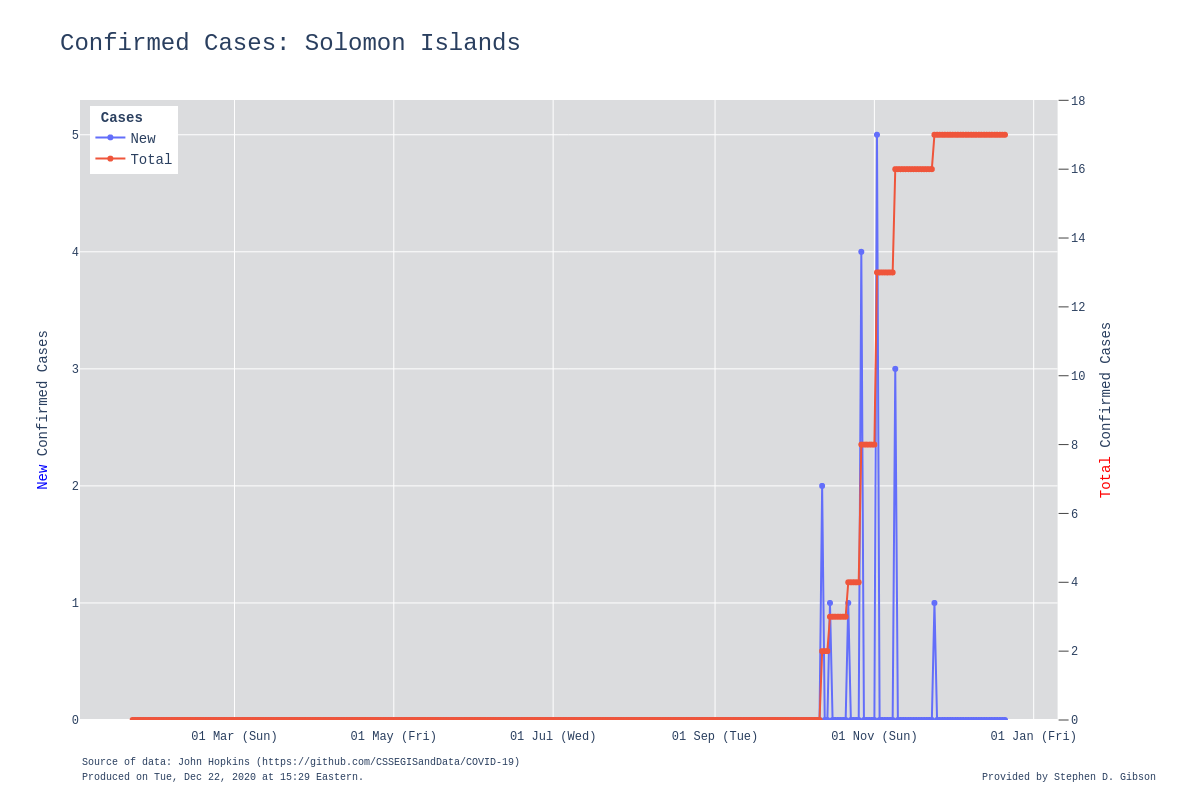 Confirmed Cases: Solomon Islands
Cases
New
Total
5
4
3
2
1
0
New Confirmed Cases
18
16
14
12
10
8
6
4
2
0
Total Confirmed Cases
01 Mar (Sun)
01 May (Fri)
01 Jul (Wed)
01 Sep (Tue)
01 Nov (Sun)
01 Jan (Fri)
Source of data: John Hopkins (https://github.com/CSSEGISandData/COVID-19)
Produced on Tue, Dec 22, 2020 at 15:29 Eastern.
Provided by Stephen D. Gibson